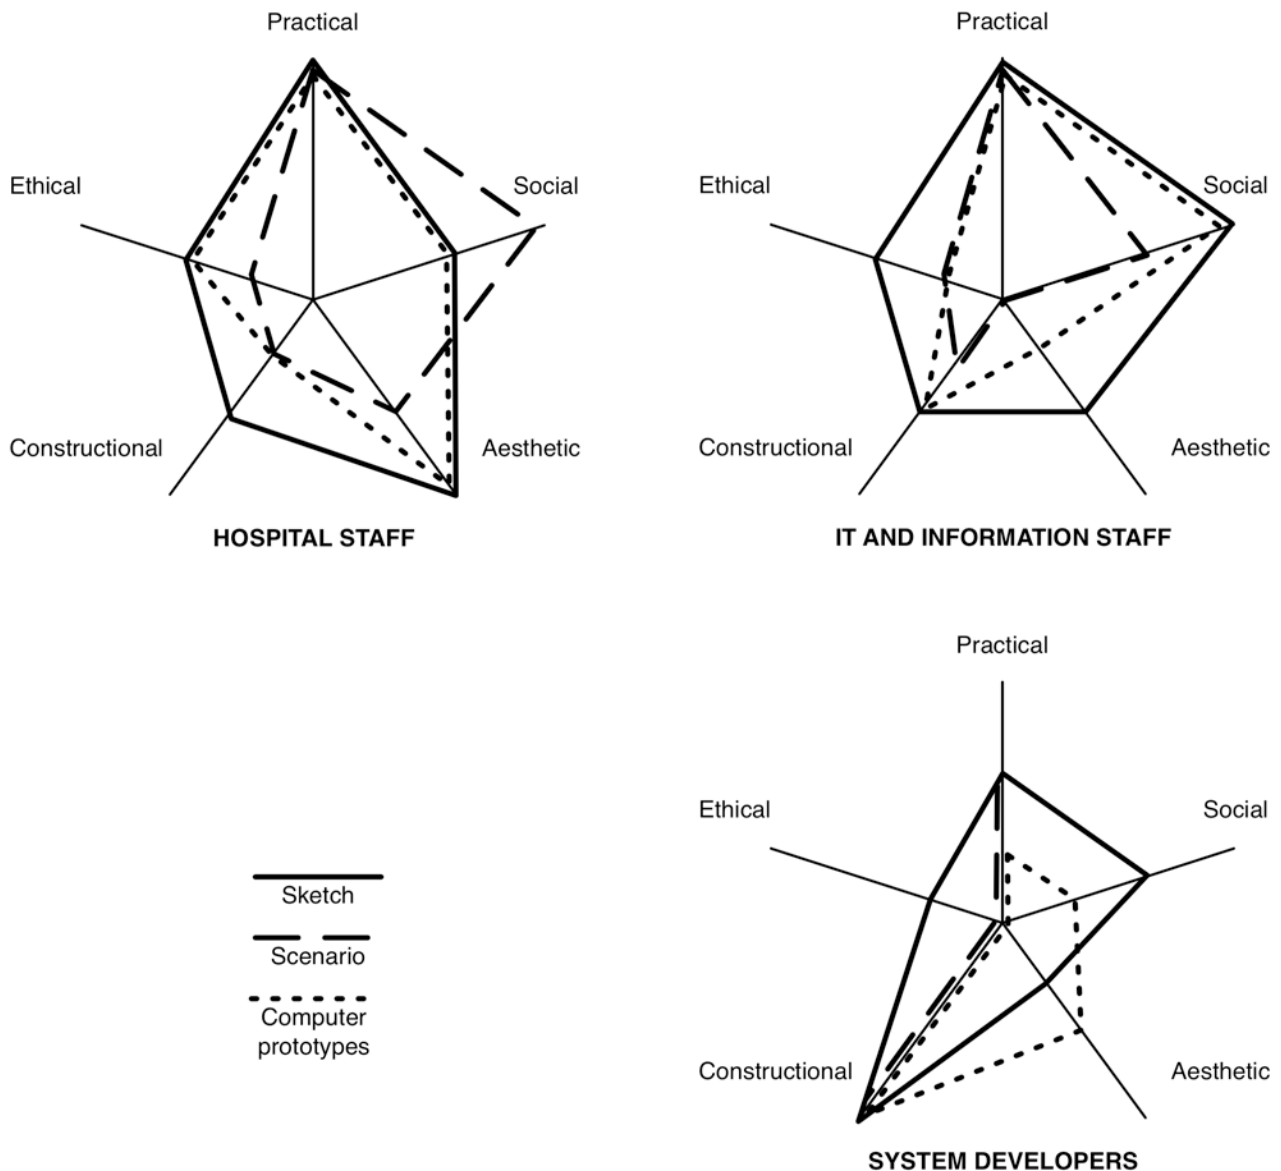 Practical
Ethical
Social
Constructional
Aesthetic
HOSPITAL STAFF
Practical
Ethical
Social
Constructional
Aesthetic
IT AND INFORMATION STAFF
Sketch
Scenario
Computer
prototypes
Practical
Ethical
Social
Constructional
Aesthetic
SYSTEM DEVELOPERS